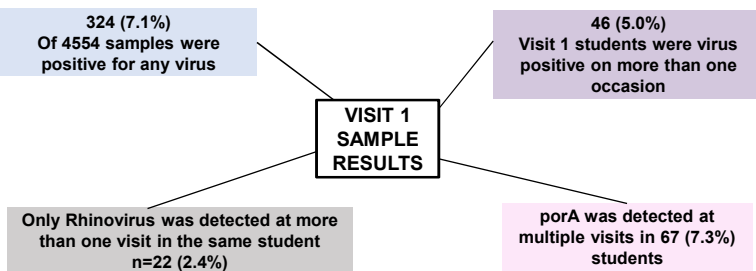 324 (7.1%)
Of 4554 samples were
positive for any virus
46 (5.0%)
Visit 1 students were virus
positive on more than one
occasion
VISIT 1
SAMPLE
RESULTS
Only Rhinovirus was detected at more
than one visit in the same student
n=22 (2.4%)
porA was detected at
multiple visits in 67 (7.3%)
students